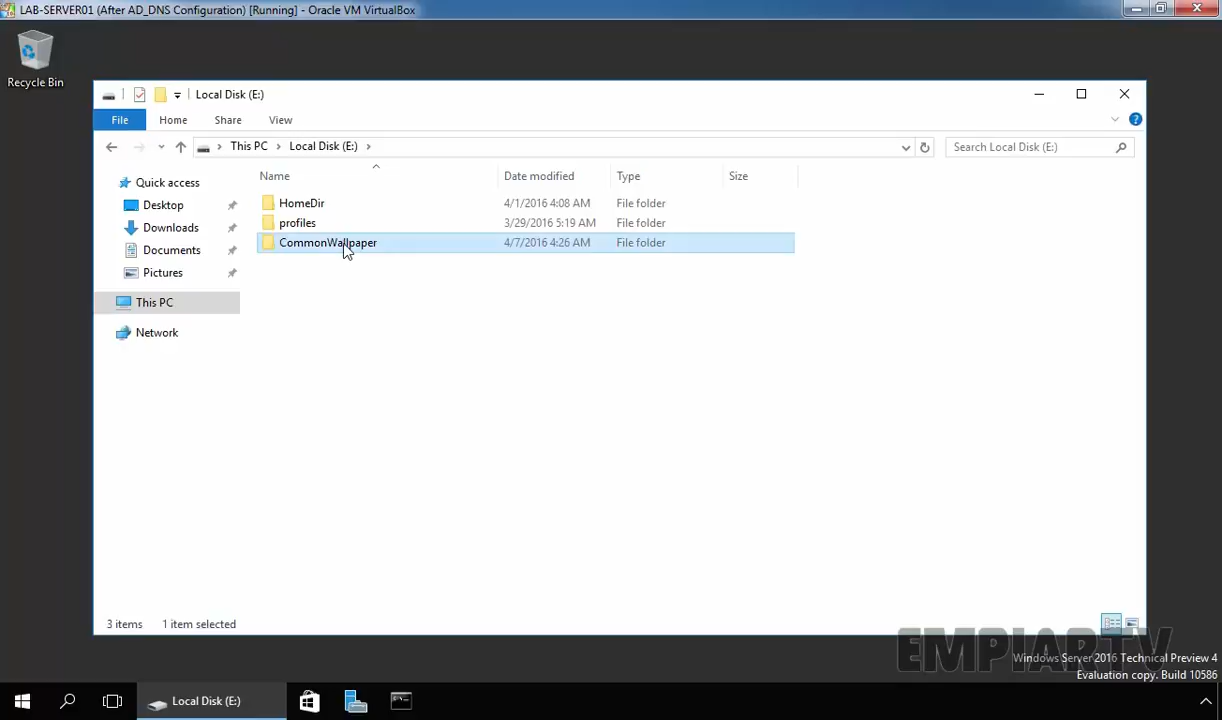 LAB-SERVER01 (After AD_DNS Configuration) [Running] - Oracle VM VirtualBox
Recycle Bin
Local Disk (E:)
File Home Share View
This PC Local Disk (E:)
Search Local Disk (E:)
Name Date modified Type Size
Quick access
Desktop
Downloads
Documents
Pictures
This PC
Network
HomeDir 4/1/2016 4:08 AM File folder
profiles 3/29/2016 5:19 AM File folder
CommonWallpaper 4/7/2016 4:26 AM File folder
3 items 1 item selected
EMPIARTV
Windows Server 2016 Technical Preview 4
Evaluation copy. Build 10586
Local Disk (E:)